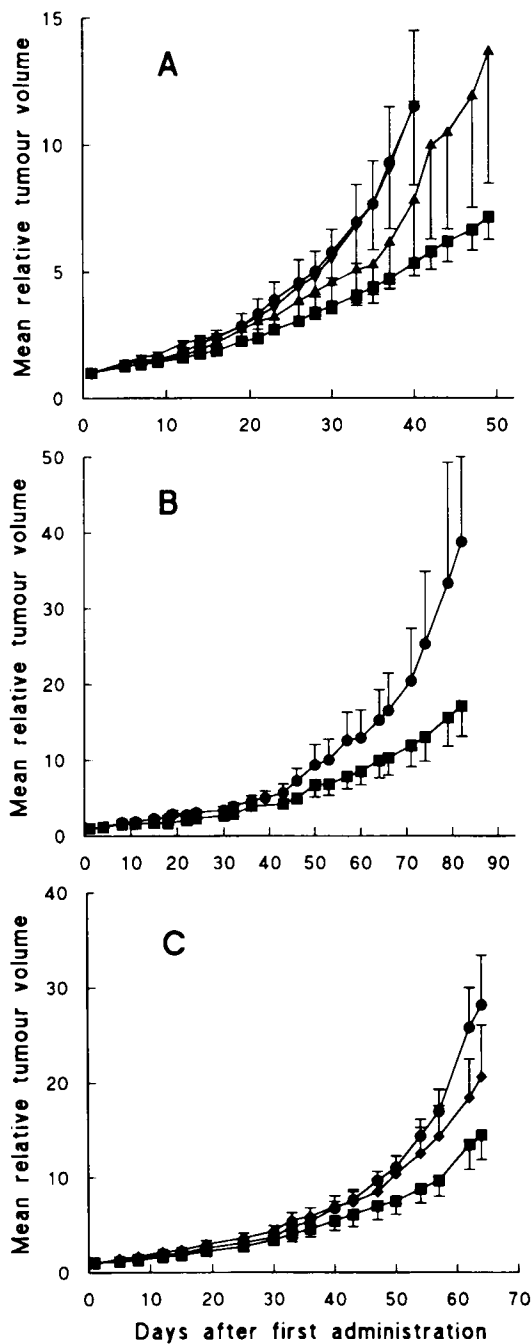 A
Mean relative tumour volume
15
10
5
0
0 10 20 30 40 50
B
Mean relative tumour volume
50
40
30
20
10
0
0 10 20 30 40 50 60 70 80 90
C
Mean relative tumour volume
40
30
20
10
0
0 10 20 30 40 50 60 70
Days after first administration